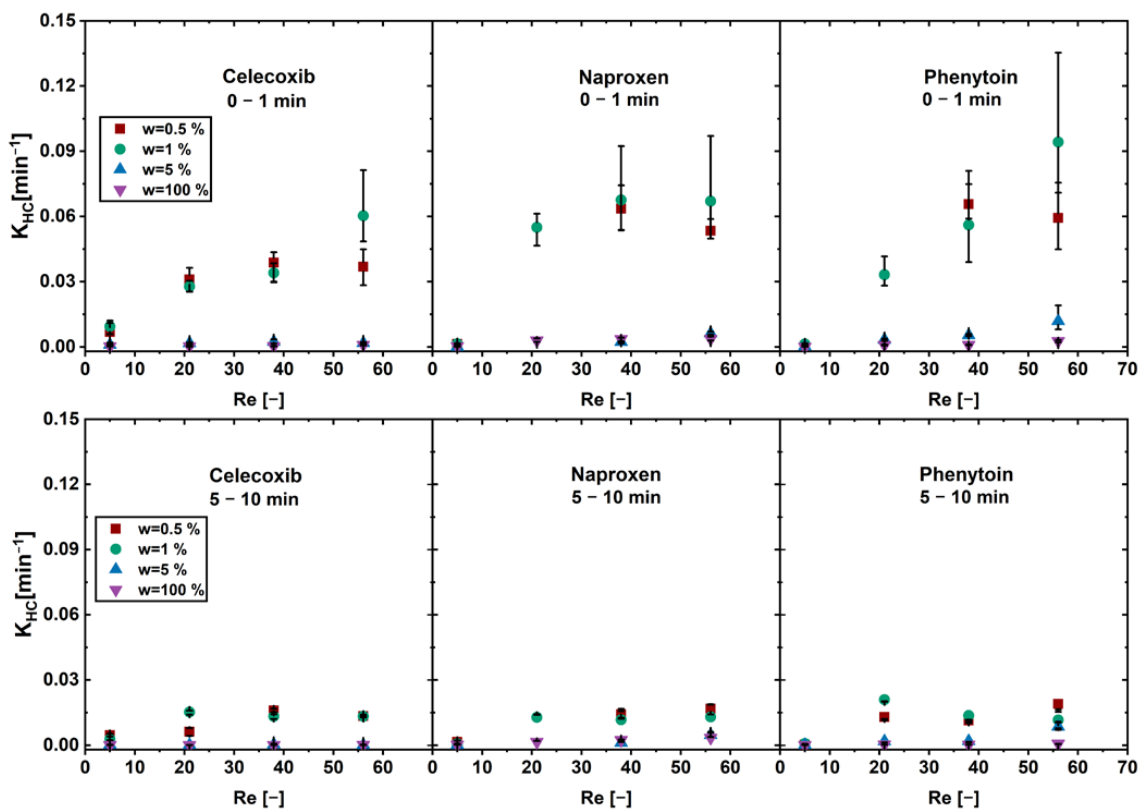 0.15
0.12
0.09
0.06
0.03
0.00
K_HC[min⁻¹]
Celecoxib
0 − 1 min
w=0.5 %
w=1 %
w=5 %
w=100 %
Naproxen
0 − 1 min
Phenytoin
0 − 1 min
0 10 20 30 40 50 60 0 10 20 30 40 50 60 0 10 20 30 40 50 60 70
Re [−] Re [−] Re [−]
0.15
0.12
0.09
0.06
0.03
0.00
K_HC[min⁻¹]
Celecoxib
5 − 10 min
w=0.5 %
w=1 %
w=5 %
w=100 %
Naproxen
5 − 10 min
Phenytoin
5 − 10 min
0 10 20 30 40 50 60 0 10 20 30 40 50 60 0 10 20 30 40 50 60 70
Re [−] Re [−] Re [−]